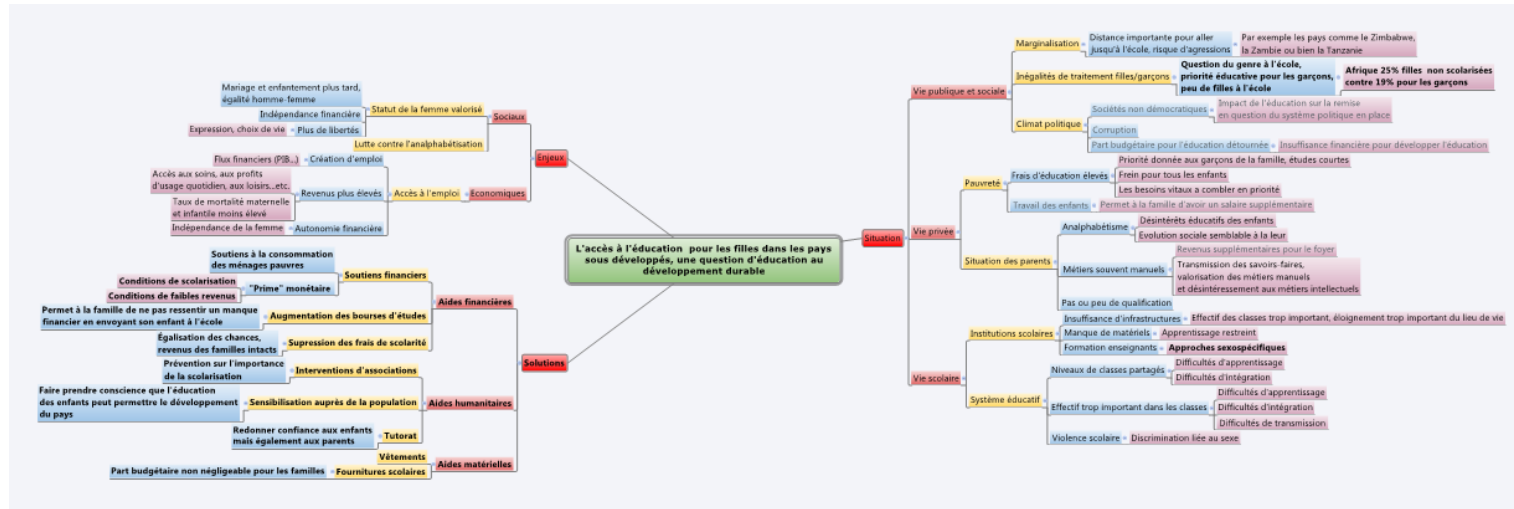 L'accès à l'éducation pour les filles dans les pays
sous développés, une question d'éducation au
développement durable
Enjeux
Sociaux
Statut de la femme valorisé
Mariage et enfantement plus tard,
égalité homme-femme
Indépendance financière
Plus de libertés
Expression, choix de vie
Lutte contre l'analphabétisation
Economiques
Accès à l'emploi
Création d'emploi
Flux financiers (PIB...)
Revenus plus élevés
Accès aux soins, aux profits
d'usage quotidien, aux loisirs...etc.
Taux de mortalité maternelle
et infantile moins élevé
Autonomie financière
Indépendance de la femme
Solutions
Aides financières
Soutiens financiers
Soutiens à la consommation
des ménages pauvres
"Prime" monétaire
Conditions de scolarisation
Conditions de faibles revenus
Augmentation des bourses d'études
Permet à la famille de ne pas ressentir un manque
financier en envoyant son enfant à l'école
Supression des frais de scolarité
Égalisation des chances,
revenus des familles intacts
Aides humanitaires
Interventions d'associations
Prévention sur l'importance
de la scolarisation
Sensibilisation auprès de la population
Faire prendre conscience que l'éducation
des enfants peut permettre le développement
du pays
Tutorat
Redonner confiance aux enfants
mais également aux parents
Aides matérielles
Vêtements
Fournitures scolaires
Part budgétaire non négligeable pour les familles
Situation
Vie publique et sociale
Marginalisation
Distance importante pour aller
jusqu'à l'école, risque d'agressions
Par exemple les pays comme le Zimbabwe,
la Zambie ou bien la Tanzanie
Inégalités de traitement filles/garçons
Question du genre à l'école,
priorité éducative pour les garçons,
peu de filles à l'école
Afrique 25% filles non scolarisées
contre 19% pour les garçons
Climat politique
Sociétés non démocratiques
Impact de l'éducation sur la remise
en question du système politique en place
Corruption
Part budgétaire pour l'éducation détournée
Insuffisance financière pour développer l'éducation
Vie privée
Pauvreté
Frais d'éducation élevés
Priorité donnée aux garçons de la famille, études courtes
Frein pour tous les enfants
Les besoins vitaux a combler en priorité
Travail des enfants
Permet à la famille d'avoir un salaire supplémentaire
Situation des parents
Analphabétisme
Désintérêts éducatifs des enfants
Evolution sociale semblable à la leur
Métiers souvent manuels
Revenus supplémentaires pour le foyer
Transmission des savoirs-faires,
valorisation des métiers manuels
et désintéressement aux métiers intellectuels
Pas ou peu de qualification
Vie scolaire
Institutions scolaires
Insuffisance d'infrastructures
Effectif des classes trop important, éloignement trop important du lieu de vie
Manque de matériels
Apprentissage restreint
Formation enseignants
Approches sexospécifiques
Système éducatif
Niveaux de classes partagés
Difficultés d'apprentissage
Difficultés d'intégration
Effectif trop important dans les classes
Difficultés d'apprentissage
Difficultés d'intégration
Difficultés de transmission
Violence scolaire
Discrimination liée au sexe